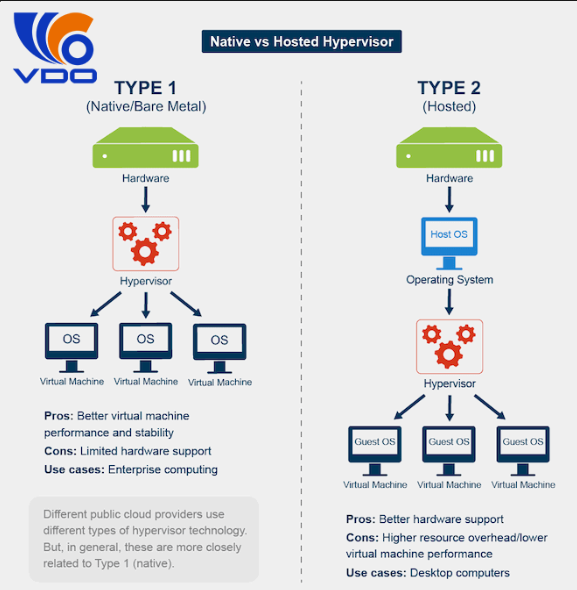 VDO
Native vs Hosted Hypervisor
TYPE 1
(Native/Bare Metal)
Hardware
Hypervisor
OS
OS
OS
Virtual Machine
Virtual Machine
Virtual Machine
Pros: Better virtual machine
performance and stability
Cons: Limited hardware support
Use cases: Enterprise computing
Different public cloud providers use
different types of hypervisor technology.
But, in general, these are more closely
related to Type 1 (native).
TYPE 2
(Hosted)
Hardware
Host OS
Operating System
Hypervisor
Guest OS
Guest OS
Guest OS
Virtual Machine
Virtual Machine
Virtual Machine
Pros: Better hardware support
Cons: Higher resource overhead/lower
virtual machine performance
Use cases: Desktop computers